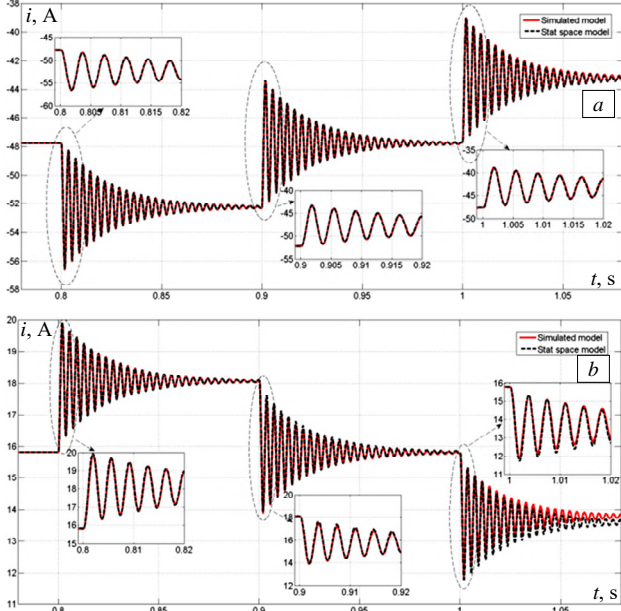 i, A
-38
-40
-42
-44
-46
-48
-50
-52
-54
-56
-58
Simulated model
Stat space model
a
-45
-50
-55
-60
0.8 0.805 0.81 0.815 0.82
-40
-45
-50
-55
0.9 0.905 0.91 0.915 0.92
-35
-40
-45
-50
1 1.005 1.01 1.015 1.02
t, s
0.8 0.85 0.9 0.95 1 1.05
i, A
20
19
18
17
16
15
14
13
12
11
Simulated model
Stat space model
b
16
15
14
13
12
11
1 1.01 1.02
20
19
18
17
16
15
0.8 0.81 0.82
18
16
14
12
0.9 0.91 0.92
t, s
0.8 0.85 0.9 0.95 1 1.05